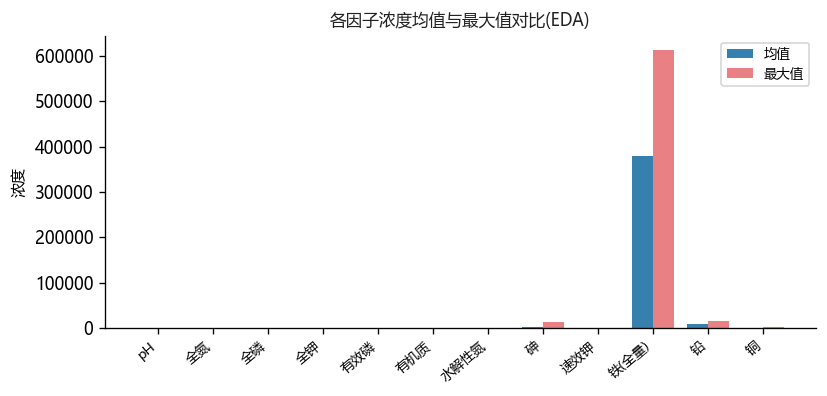 各因子浓度均值与最大值对比(EDA)
均值
最大值
浓度
600000
500000
400000
300000
200000
100000
0
pH
全氮
全磷
全钾
有效磷
有机质
水解性氮
砷
速效钾
铁(全量)
铅
铜